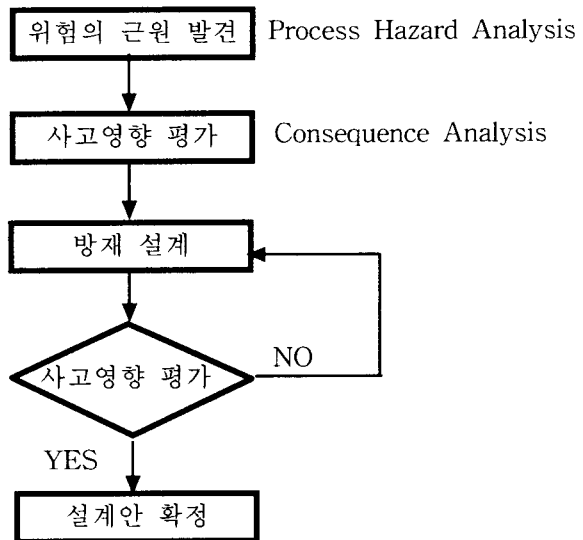 위험의 근원 발견 Process Hazard Analysis
사고영향 평가 Consequence Analysis
방재 설계
사고영향 평가 NO
YES
설계안 확정